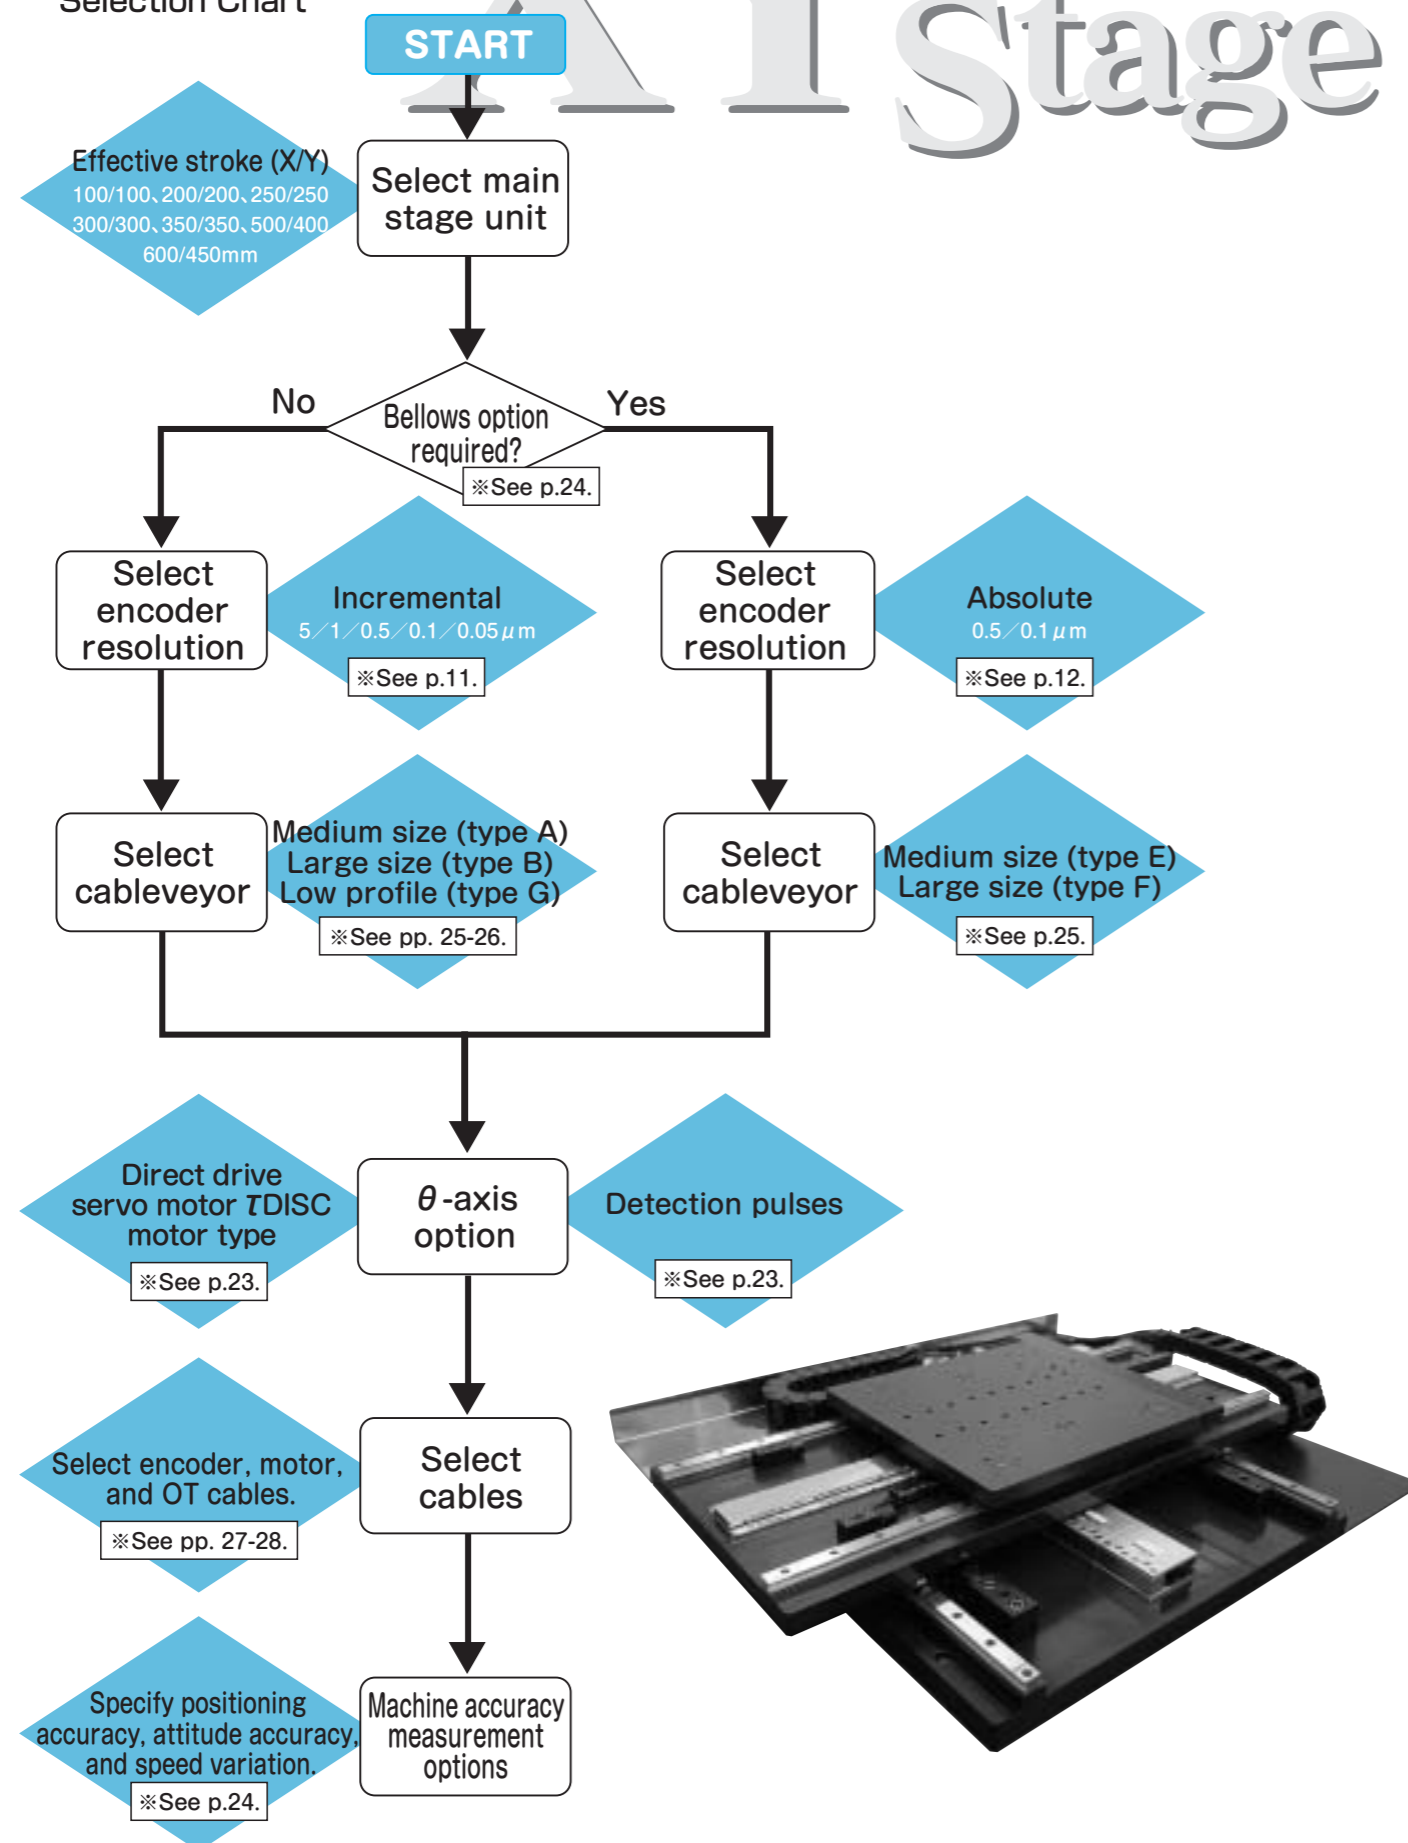 Selection Chart
Stage
START
Effective stroke (X/Y)
100/100、200/200、250/250
300/300、350/350、500/400
600/450mm
Select main
stage unit
No
Bellows option
required?
Yes
※See p.24.
Select
encoder
resolution
Incremental
5／1／0.5／0.1／0.05μm
※See p.11.
Select
encoder
resolution
Absolute
0.5／0.1μm
※See p.12.
Select
cableveyor
Medium size (type A)
Large size (type B)
Low profile (type G)
※See pp. 25-26.
Select
cableveyor
Medium size (type E)
Large size (type F)
※See p.25.
Direct drive
servo motor τDISC
motor type
※See p.23.
θ-axis
option
Detection pulses
※See p.23.
Select encoder, motor,
and OT cables.
※See pp. 27-28.
Select
cables
Specify positioning
accuracy, attitude accuracy,
and speed variation.
※See p.24.
Machine accuracy
measurement
options